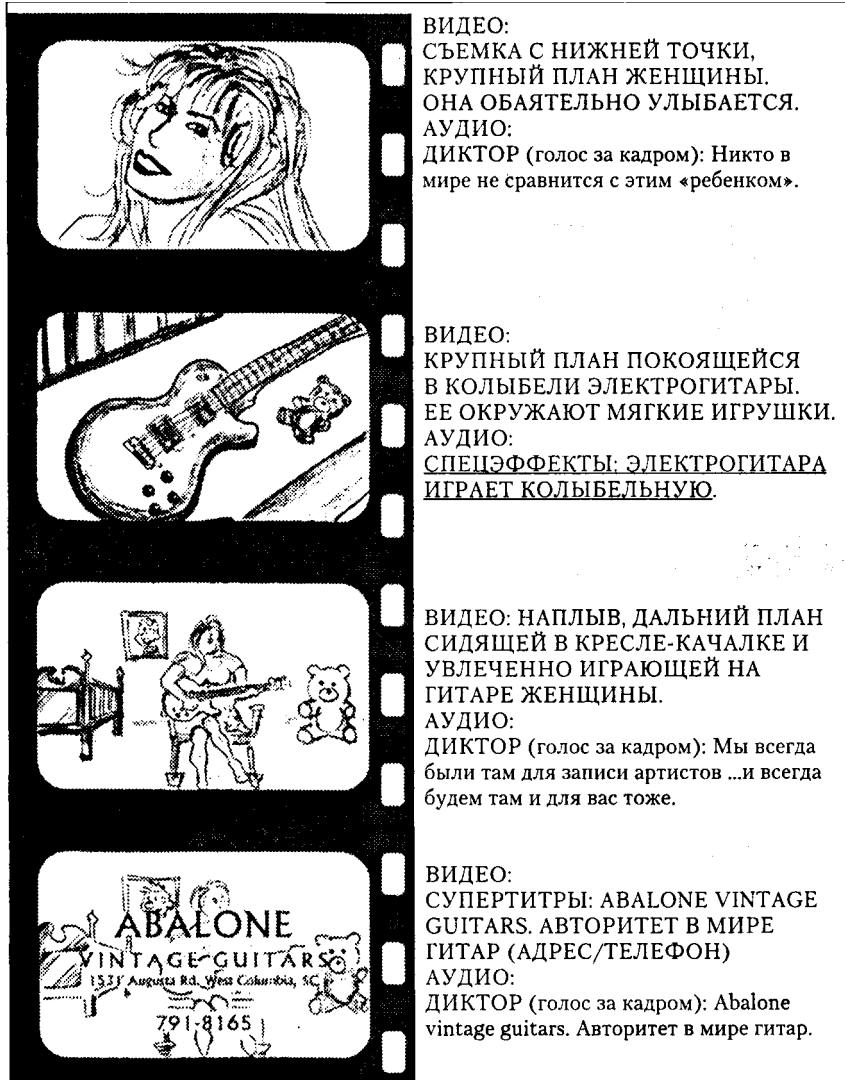 ВИДЕО:
СЪЕМКА С НИЖНЕЙ ТОЧКИ,
КРУПНЫЙ ПЛАН ЖЕНЩИНЫ.
ОНА ОБАЯТЕЛЬНО УЛЫБАЕТСЯ.
АУДИО:
ДИКТОР (голос за кадром): Никто в
мире не сравнится с этим «ребенком».
ВИДЕО:
КРУПНЫЙ ПЛАН ПОКОЯЩЕЙСЯ
В КОЛЫБЕЛИ ЭЛЕКТРОГИТАРЫ.
ЕЕ ОКРУЖАЮТ МЯГКИЕ ИГРУШКИ.
АУДИО:
СПЕЦЭФФЕКТЫ: ЭЛЕКТРОГИТАРА
ИГРАЕТ КОЛЫБЕЛЬНУЮ.
ВИДЕО: НАПЛЫВ, ДАЛЬНИЙ ПЛАН
СИДЯЩЕЙ В КРЕСЛЕ-КАЧАЛКЕ И
УВЛЕЧЕННО ИГРАЮЩЕЙ НА
ГИТАРЕ ЖЕНЩИНЫ.
АУДИО:
ДИКТОР (голос за кадром): Мы всегда
были там для записи артистов ...и всегда
будем там и для вас тоже.
ABALONE
VINTAGE GUITARS
1531 Augusta Rd. West Columbia, SC
791-8165
ВИДЕО:
СУПЕРТИТРЫ: ABALONE VINTAGE
GUITARS. АВТОРИТЕТ В МИРЕ
ГИТАР (АДРЕС/ТЕЛЕФОН)
АУДИО:
ДИКТОР (голос за кадром): Abalone
vintage guitars. Авторитет в мире гитар.